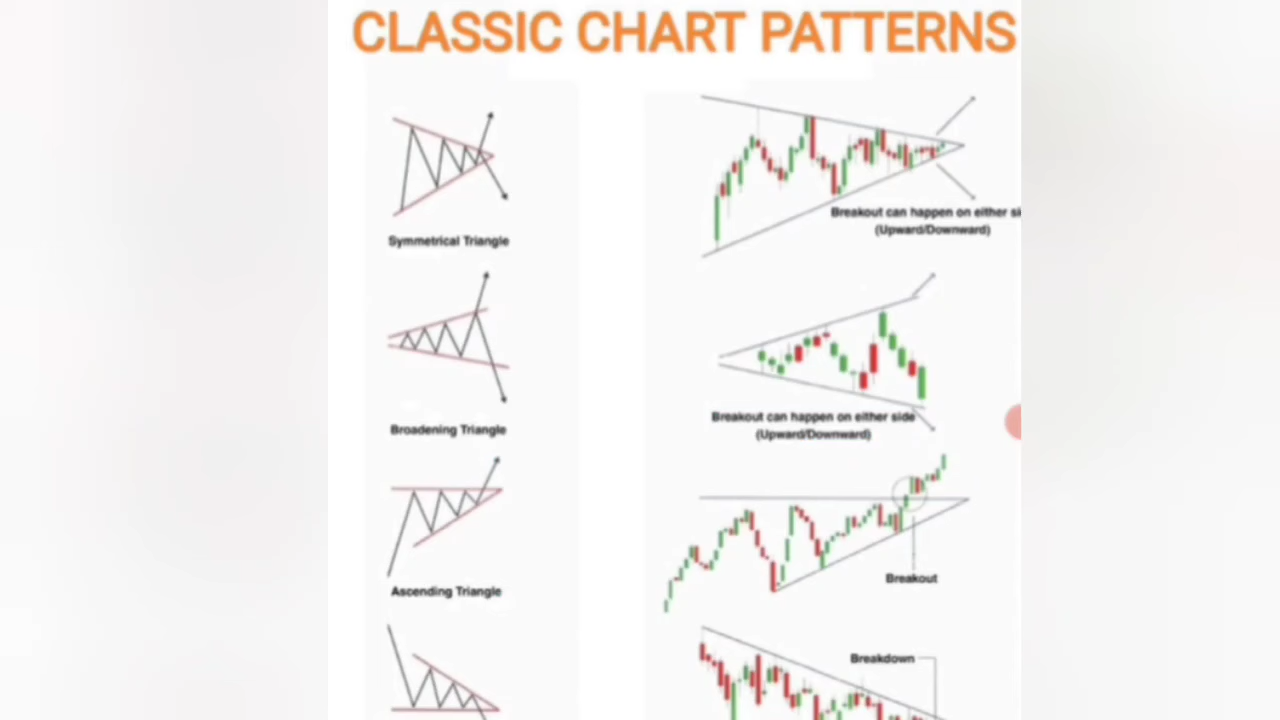 CLASSIC CHART PATTERNS
Breakout can happen on either
(Upward/Downward)
Symmetrical Triangle
Breakout can happen on either side
(Upward/Downward)
Broadening Triangle
Breakout
Ascending Triangle
Breakdown